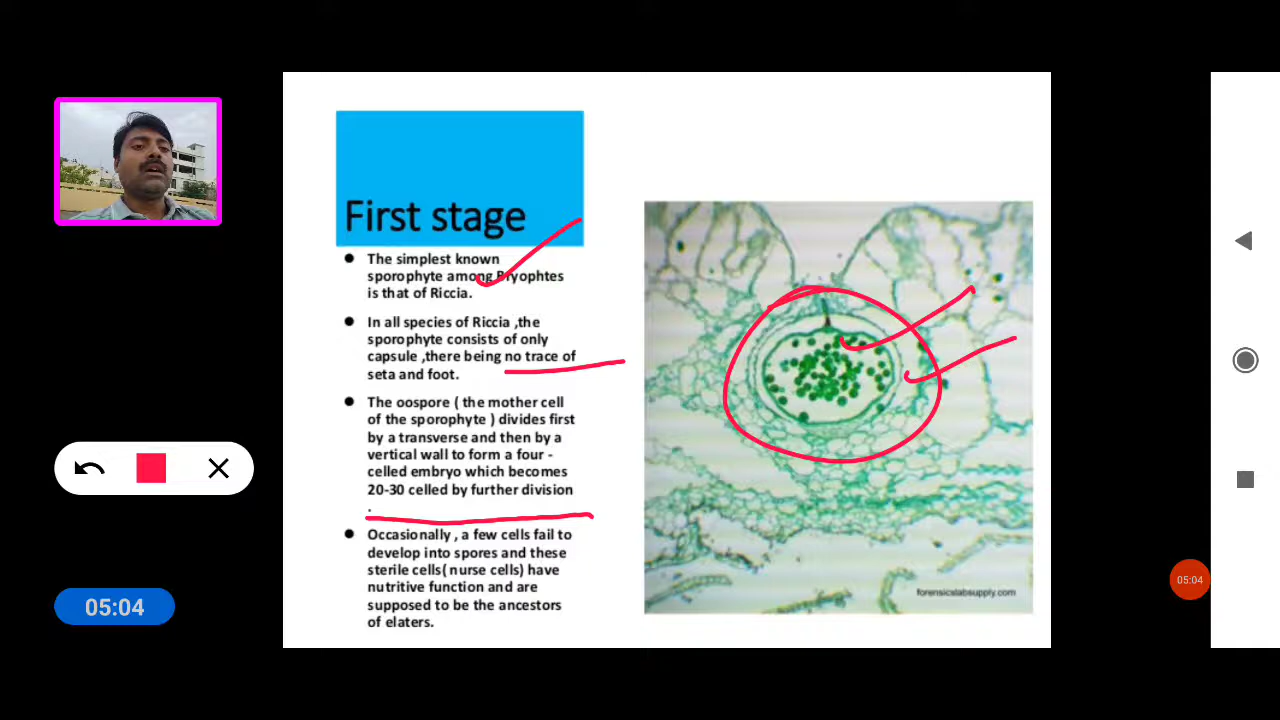 First stage
The simplest known
sporophyte among Bryophtes
is that of Riccia.
In all species of Riccia ,the
sporophyte consists of only
capsule ,there being no trace of
seta and foot.
The oospore ( the mother cell
of the sporophyte ) divides first
by a transverse and then by a
vertical wall to form a four -
celled embryo which becomes
20-30 celled by further division
.
Occasionally , a few cells fail to
develop into spores and these
sterile cells( nurse cells) have
nutritive function and are
supposed to be the ancestors
of elaters.
forensicslabsupply.com
05:04
05:04